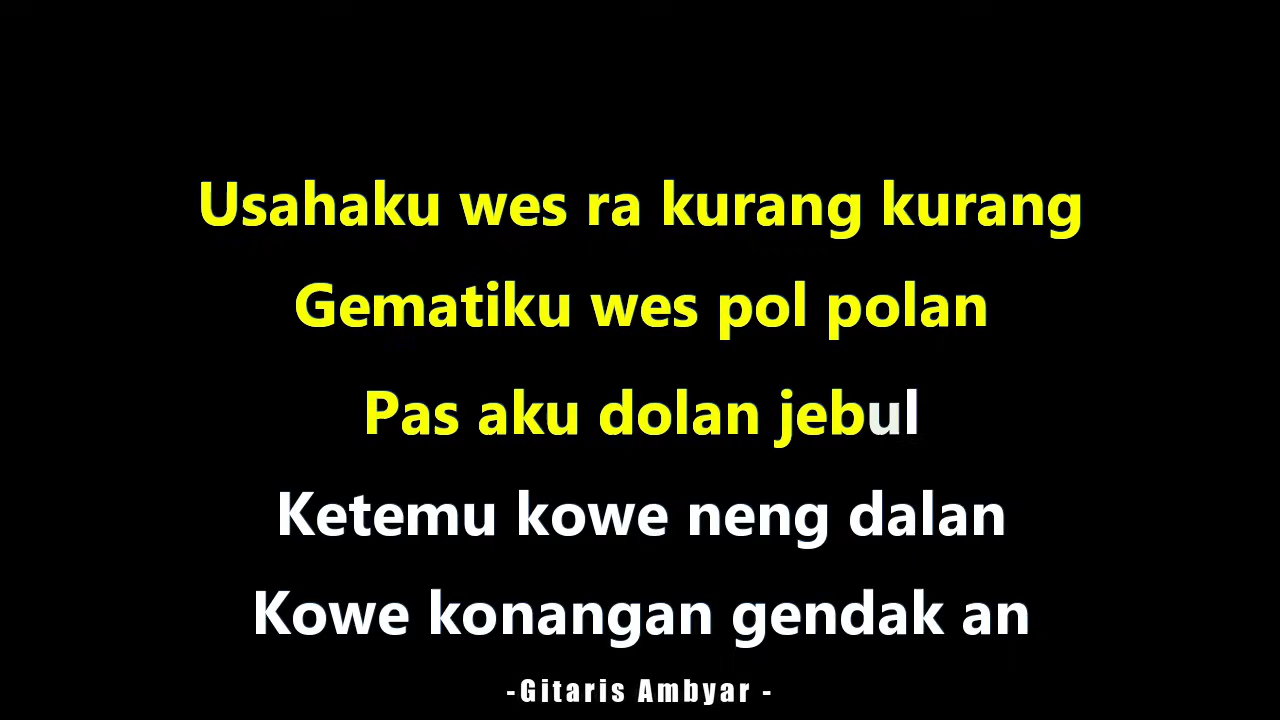 Usahaku wes ra kurang kurang
Gematiku wes pol polan
Pas aku dolan jebul
Ketemu kowe neng dalan
Kowe konangan gendak an
-Gitaris Ambyar -